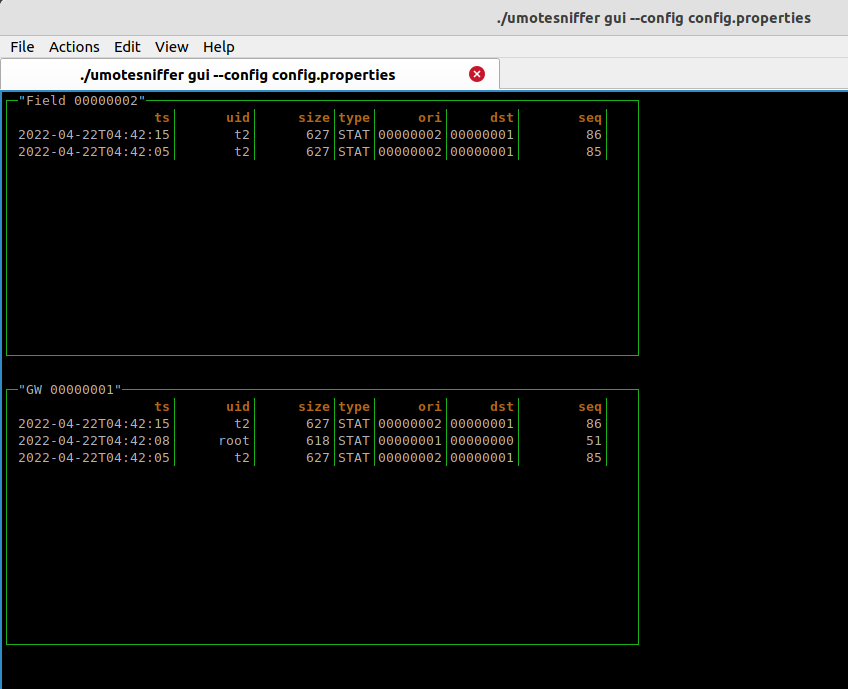 ./umotesniffer gui --config config.properties
File Actions Edit View Help
./umotesniffer gui --config config.properties
"Field 00000002"
ts uid size type ori dst seq
2022-04-22T04:42:15 t2 627 STAT 00000002 00000001 86
2022-04-22T04:42:05 t2 627 STAT 00000002 00000001 85
"GW 00000001"
ts uid size type ori dst seq
2022-04-22T04:42:15 t2 627 STAT 00000002 00000001 86
2022-04-22T04:42:08 root 618 STAT 00000001 00000000 51
2022-04-22T04:42:05 t2 627 STAT 00000002 00000001 85